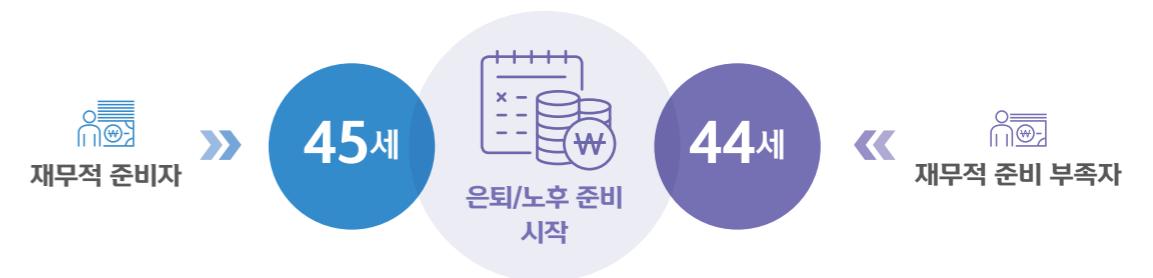 재무적 준비자
45세
은퇴/노후 준비
시작
44세
재무적 준비 부족자